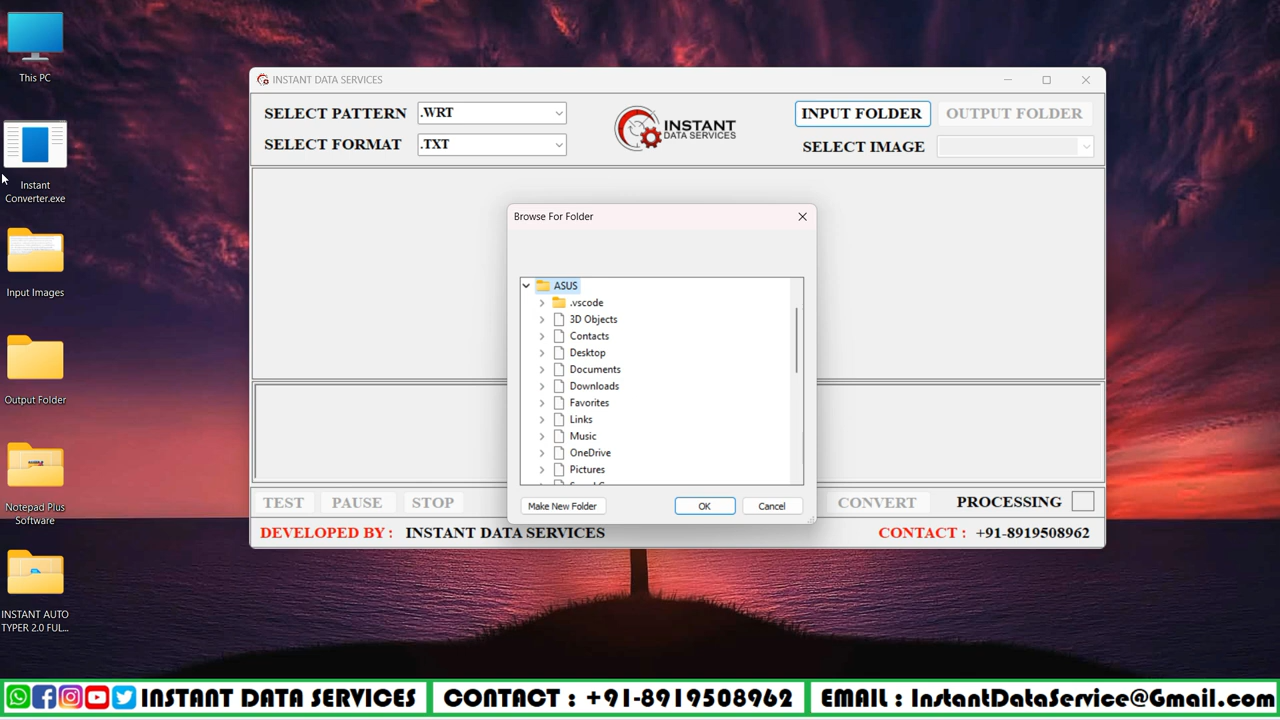 This PC
Instant
Converter.exe
Input Images
Output Folder
Notepad Plus
Software
INSTANT AUTO
TYPER 2.0 FUL...
INSTANT DATA SERVICES
SELECT PATTERN .WRT
SELECT FORMAT .TXT
INSTANT
DATA SERVICES
INPUT FOLDER OUTPUT FOLDER
SELECT IMAGE
Browse For Folder
ASUS
.vscode
3D Objects
Contacts
Desktop
Documents
Downloads
Favorites
Links
Music
OneDrive
Pictures
Make New Folder OK Cancel
TEST PAUSE STOP CONVERT PROCESSING
DEVELOPED BY : INSTANT DATA SERVICES CONTACT : +91-8919508962
INSTANT DATA SERVICES CONTACT : +91-8919508962 EMAIL : InstantDataService@Gmail.com